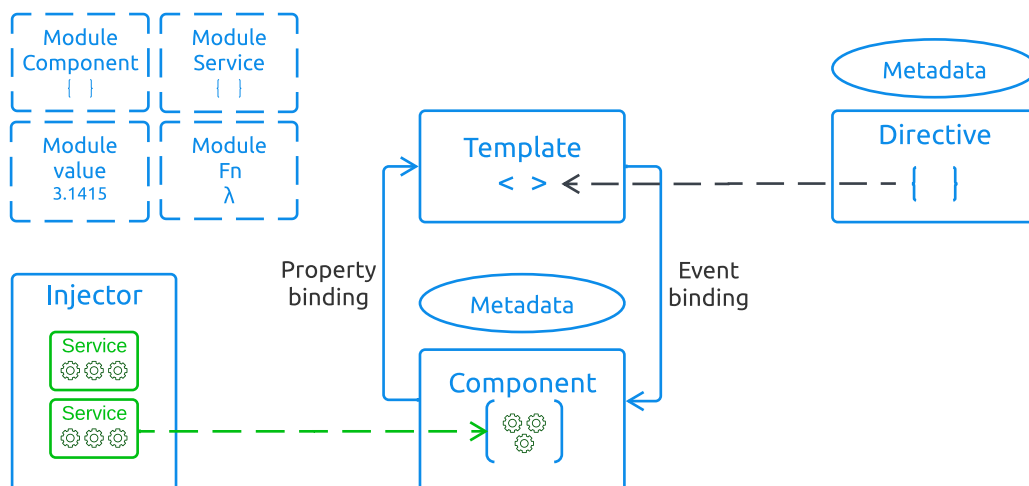 Module
Component
{ }
Module
Service
{ }
Module
value
3.1415
Module
Fn
λ
Metadata
Directive
{ }
Template
< >
Property
binding
Event
binding
Metadata
Injector
Service
Service
Component